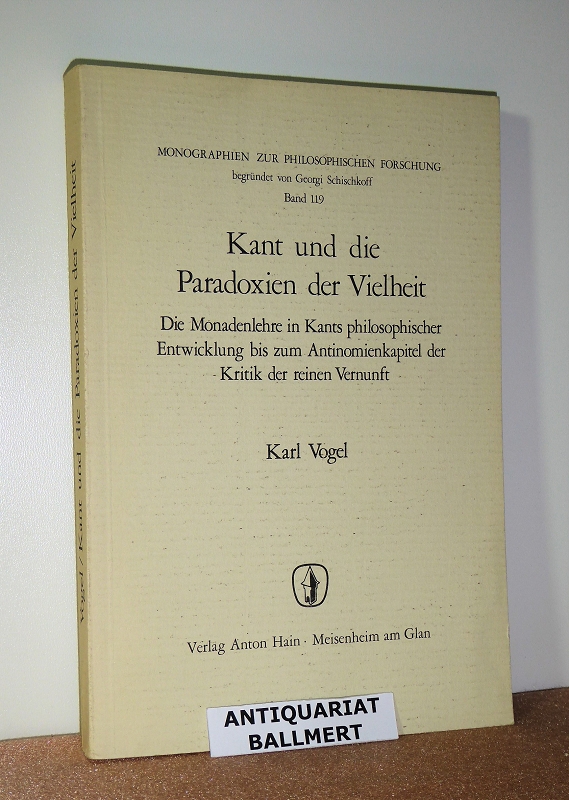 MONOGRAPHIEN ZUR PHILOSOPHISCHEN FORSCHUNG
begründet von Georgi Schischkoff
Band 119
Kant und die
Paradoxien der Vielheit
Die Monadenlehre in Kants philosophischer
Entwicklung bis zum Antinomienkapitel der
Kritik der reinen Vernunft
Karl Vogel
Verlag Anton Hain · Meisenheim am Glan
Vogel / Kant und die Paradoxien der Vielheit
ANTIQUARIAT
BALLMERT